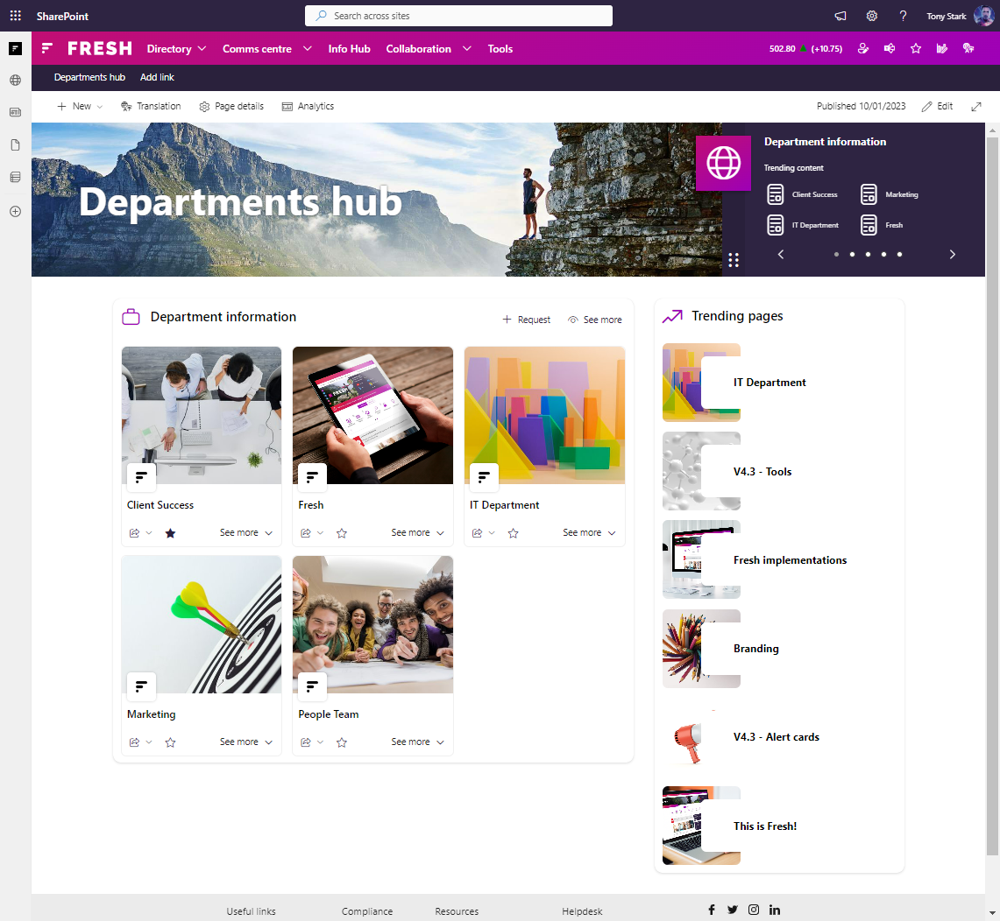 SharePoint
Search across sites
Tony Stark
FRESH
Directory
Comms centre
Info Hub
Collaboration
Tools
502.80
(+10.75)
Departments hub
Add link
New
Translation
Page details
Analytics
Published 10/01/2023
Edit
Departments hub
Department information
Trending content
Client Success
Marketing
IT Department
Fresh
Department information
Request
See more
Client Success
See more
Fresh
See more
IT Department
See more
Marketing
See more
People Team
See more
Trending pages
IT Department
V4.3 - Tools
Fresh implementations
Branding
V4.3 - Alert cards
This is Fresh!
Useful links
Compliance
Resources
Helpdesk